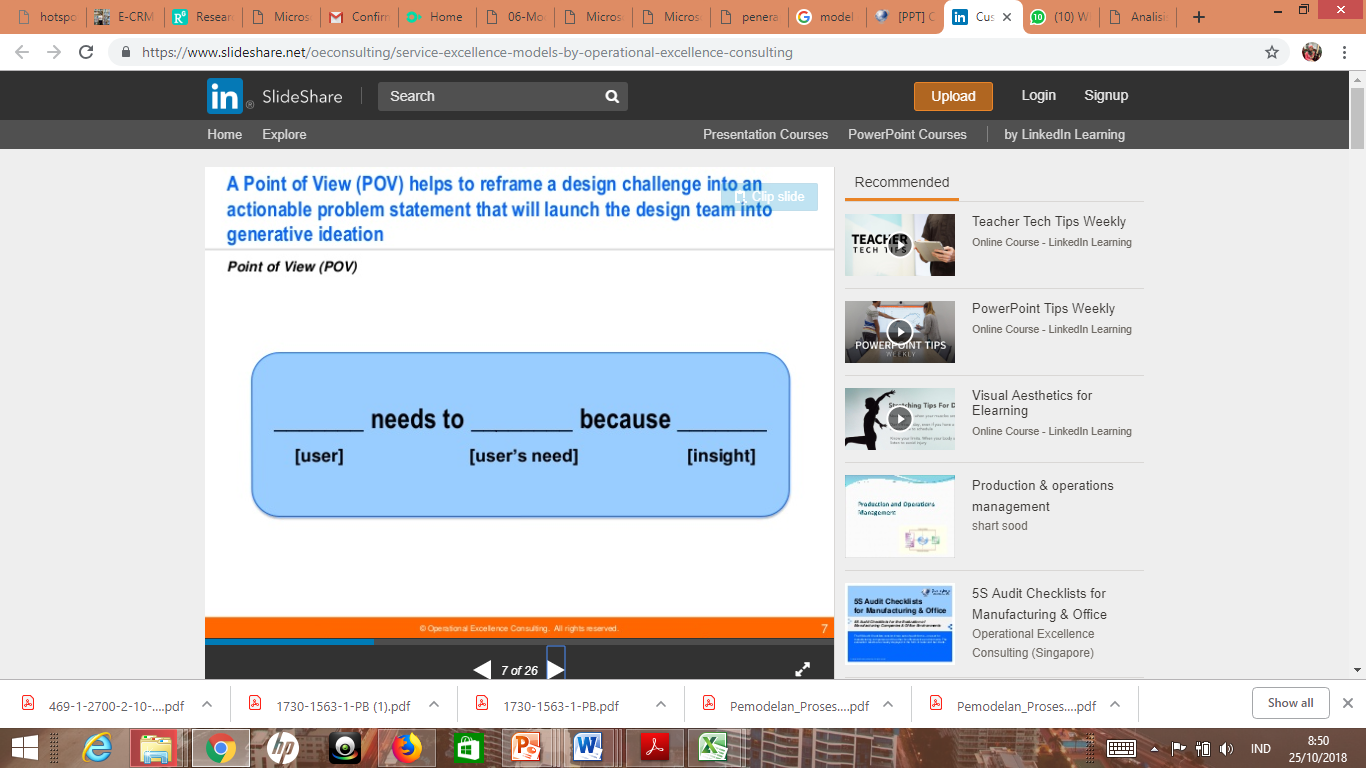 hotspo
E-CRM
Resear
Micros
Confirm
Home
06-Mo
Micros
Micros
penera
model
[PPT] C
Cus
(10) W
Analisi
https://www.slideshare.net/oeconsulting/service-excellence-models-by-operational-excellence-consulting
in SlideShare
Search
Upload
Login
Signup
Home
Explore
Presentation Courses
PowerPoint Courses
by LinkedIn Learning
A Point of View (POV) helps to reframe a design challenge into an
actionable problem statement that will launch the design team into
generative ideation
Clip slide
Point of View (POV)
________ needs to _________ because ________
[user] [user's need] [insight]
© Operational Excellence Consulting. All rights reserved. 7
7 of 26
Recommended
TEACHER
TECH TIPS
Teacher Tech Tips Weekly
Online Course - LinkedIn Learning
POWERPOINT TIPS
WEEKLY
PowerPoint Tips Weekly
Online Course - LinkedIn Learning
Visual Aesthetics for
Elearning
Online Course - LinkedIn Learning
Production and Operations
Management
Production & operations
management
shart sood
5S Audit Checklists
for Manufacturing & Office
5S Audit Checklists for
Manufacturing & Office
Operational Excellence
Consulting (Singapore)
469-1-2700-2-10-....pdf
1730-1563-1-PB (1).pdf
1730-1563-1-PB.pdf
Pemodelan_Proses....pdf
Pemodelan_Proses....pdf
Show all
IND
8:50
25/10/2018